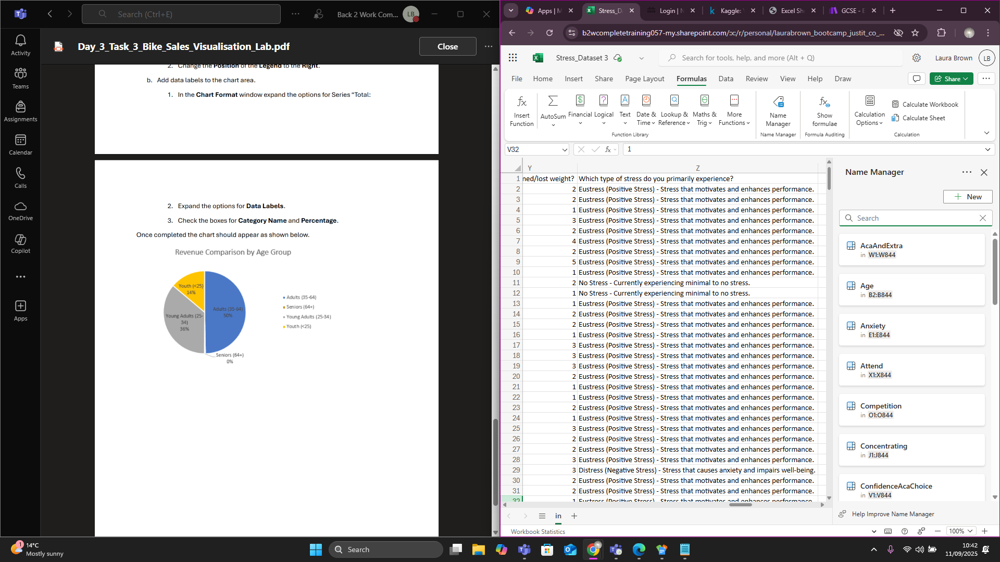 Search (Ctrl+E)
Back 2 Work Com...
LB
Activity
Teams
Assignments
Calendar
Calls
OneDrive
Copilot
Apps
Day_3_Task_3_Bike_Sales_Visualisation_Lab.pdf
Close
2. Change the Position of the Legend to the Right.
b. Add data labels to the chart area.
1. In the Chart Format window expand the options for Series “Total:
2. Expand the options for Data Labels.
3. Check the boxes for Category Name and Percentage.
Once completed the chart should appear as shown below.
Revenue Comparison by Age Group
Youth (<25)
14%
Adults (35-64)
50%
Young Adults (25-
34)
36%
Seniors (64+)
0%
Adults (35-64)
Seniors (64+)
Young Adults (25-34)
Youth (<25)
Apps | M
Stress_D
Login | N
Kaggle:
Excel Sh
GCSE - E
b2wcompletetraining057-my.sharepoint.com/:x:/r/personal/laurabrown_bootcamp_justit_co_...
Stress_Dataset 3
Search for tools, help, and more (Alt + Q)
Laura Brown
LB
File Home Insert Share Page Layout Formulas Data Review View Help Draw
Share
Insert Function
AutoSum
Financial
Logical
Text
Date & Time
Lookup & Reference
Maths & Trig
More Functions
Name Manager
Show formulae
Calculation Options
Calculate Workbook
Calculate Sheet
Function Library
Name Manager
Formula Auditing
Calculation
V32
fx
1
Y Z
1 ned/lost weight? Which type of stress do you primarily experience?
2 2 Eustress (Positive Stress) - Stress that motivates and enhances performance.
3 2 Eustress (Positive Stress) - Stress that motivates and enhances performance.
4 1 Eustress (Positive Stress) - Stress that motivates and enhances performance.
5 3 Eustress (Positive Stress) - Stress that motivates and enhances performance.
6 2 Eustress (Positive Stress) - Stress that motivates and enhances performance.
7 4 Eustress (Positive Stress) - Stress that motivates and enhances performance.
8 2 Eustress (Positive Stress) - Stress that motivates and enhances performance.
9 5 Eustress (Positive Stress) - Stress that motivates and enhances performance.
10 1 Eustress (Positive Stress) - Stress that motivates and enhances performance.
11 2 No Stress - Currently experiencing minimal to no stress.
12 1 No Stress - Currently experiencing minimal to no stress.
13 1 Eustress (Positive Stress) - Stress that motivates and enhances performance.
14 2 Eustress (Positive Stress) - Stress that motivates and enhances performance.
15 2 Eustress (Positive Stress) - Stress that motivates and enhances performance.
16 1 Eustress (Positive Stress) - Stress that motivates and enhances performance.
17 3 Eustress (Positive Stress) - Stress that motivates and enhances performance.
18 3 Eustress (Positive Stress) - Stress that motivates and enhances performance.
19 3 Eustress (Positive Stress) - Stress that motivates and enhances performance.
20 2 Eustress (Positive Stress) - Stress that motivates and enhances performance.
21 1 Eustress (Positive Stress) - Stress that motivates and enhances performance.
22 1 Eustress (Positive Stress) - Stress that motivates and enhances performance.
23 2 Eustress (Positive Stress) - Stress that motivates and enhances performance.
24 1 Eustress (Positive Stress) - Stress that motivates and enhances performance.
25 3 Eustress (Positive Stress) - Stress that motivates and enhances performance.
26 2 Eustress (Positive Stress) - Stress that motivates and enhances performance.
27 2 Eustress (Positive Stress) - Stress that motivates and enhances performance.
28 3 Eustress (Positive Stress) - Stress that motivates and enhances performance.
29 3 Distress (Negative Stress) - Stress that causes anxiety and impairs well-being.
30 2 Eustress (Positive Stress) - Stress that motivates and enhances performance.
31 2 Eustress (Positive Stress) - Stress that motivates and enhances performance.
32 1 Eustress (Positive Stress) - Stress that motivates and enhances performance.
Name Manager
New
Search
AcaAndExtra
in W1:W844
Age
in B2:B844
Anxiety
in E1:E844
Attend
in X1:X844
Competition
in O1:O844
Concentrating
in J1:J844
ConfidenceAcaChoice
in V1:V844
Help Improve Name Manager
in
Workbook Statistics
100%
1
14°C
Mostly sunny
Search
10:42
11/09/2025